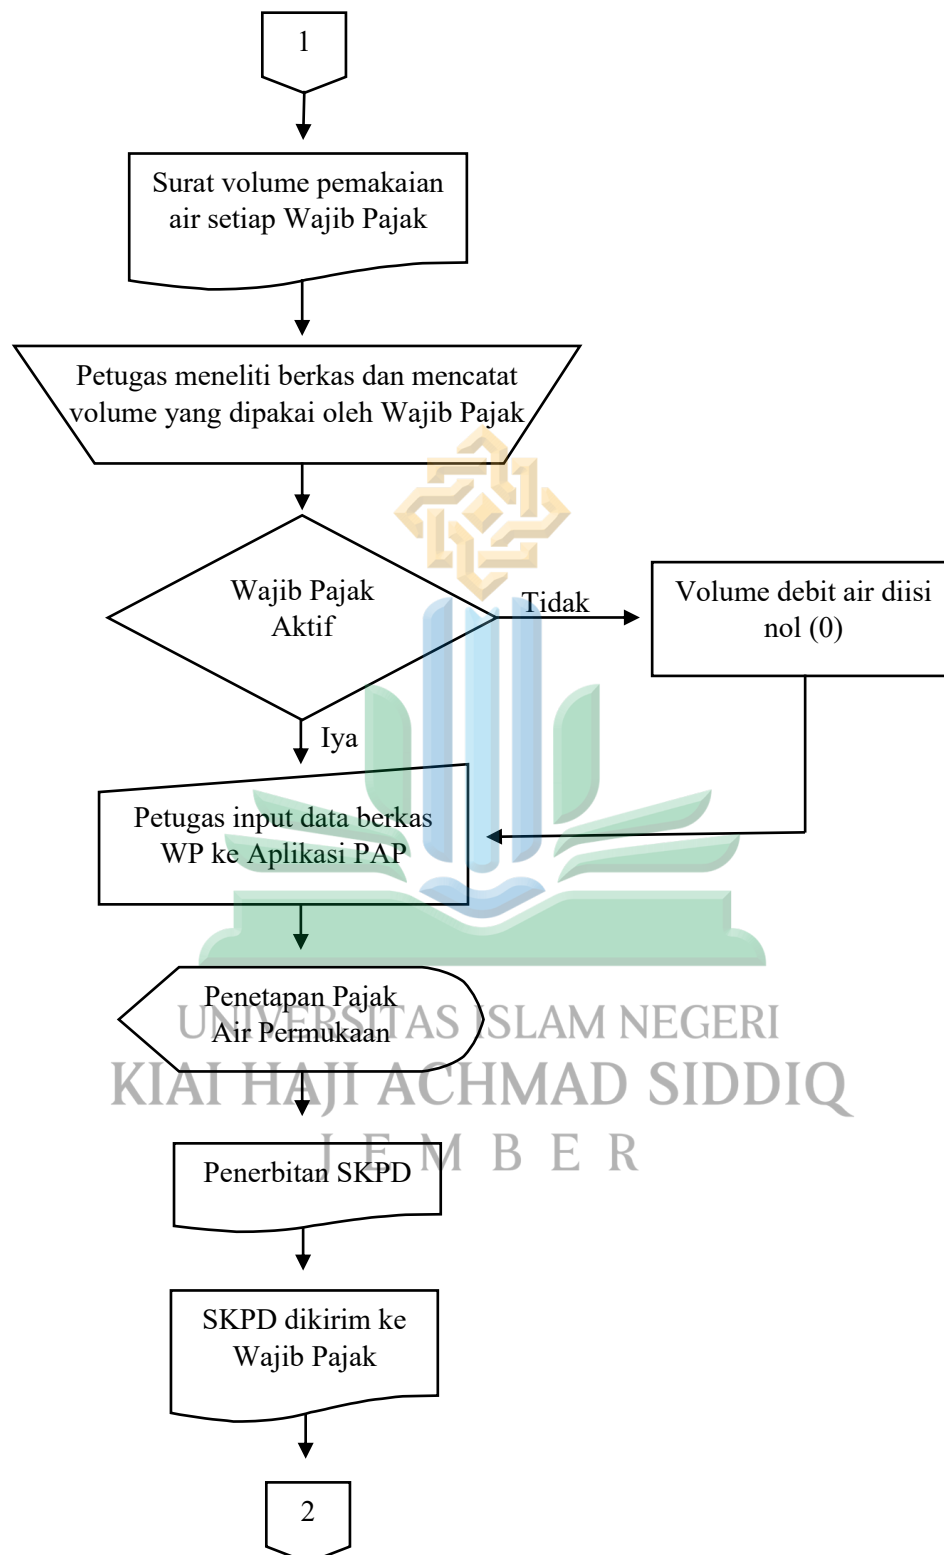 1
Surat volume pemakaian
air setiap Wajib Pajak
Petugas meneliti berkas dan mencatat
volume yang dipakai oleh Wajib Pajak
Wajib Pajak
Aktif
Tidak
Volume debit air diisi
nol (0)
Iya
Petugas input data berkas
WP ke Aplikasi PAP
Penetapan Pajak
Air Permukaan
UNIVERSITAS ISLAM NEGERI
KIAI HAJI ACHMAD SIDDIQ
JEMBER
Penerbitan SKPD
SKPD dikirim ke
Wajib Pajak
2